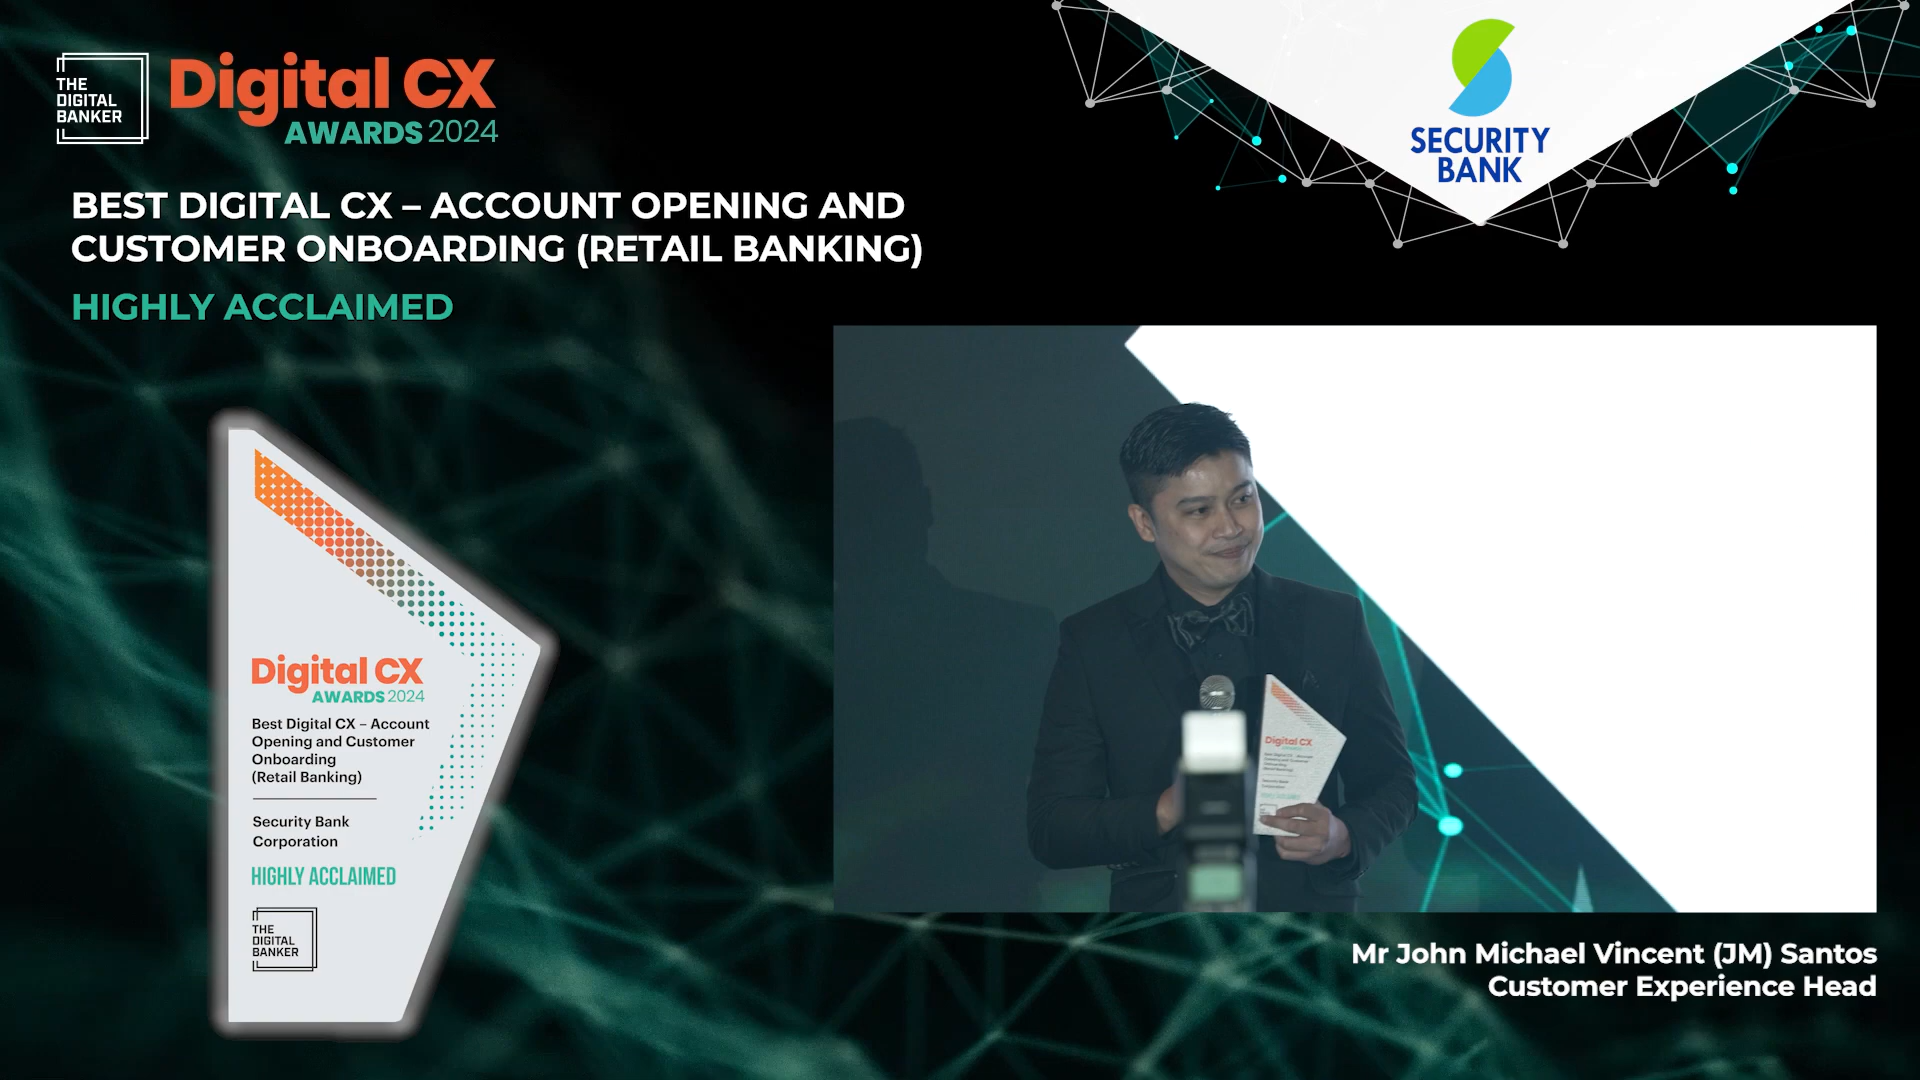 THE
DIGITAL
BANKER
Digital CX
AWARDS 2024
SECURITY
BANK
BEST DIGITAL CX – ACCOUNT OPENING AND
CUSTOMER ONBOARDING (RETAIL BANKING)
HIGHLY ACCLAIMED
Digital CX
AWARDS 2024
Best Digital CX – Account
Opening and Customer
Onboarding
(Retail Banking)
Security Bank
Corporation
HIGHLY ACCLAIMED
THE
DIGITAL
BANKER
Digital CX
Mr John Michael Vincent (JM) Santos
Customer Experience Head